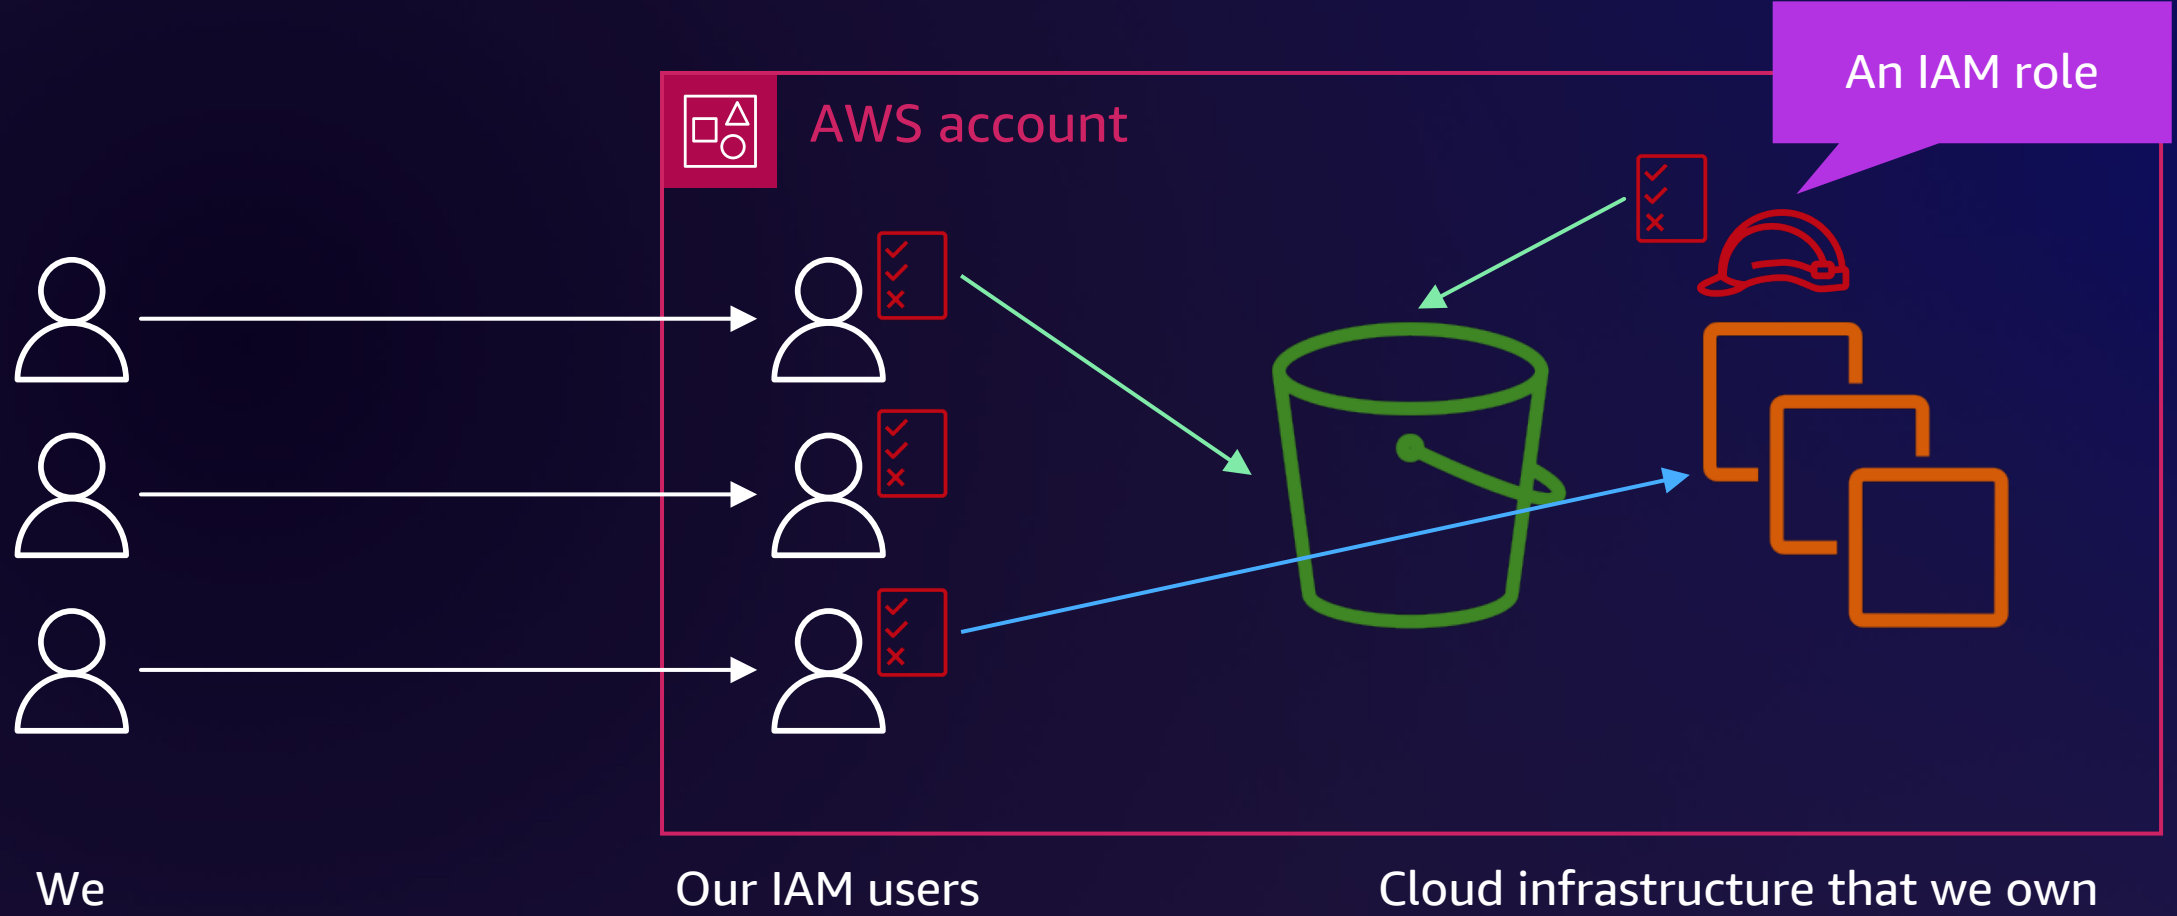 An IAM role
AWS account
We
Our IAM users
Cloud infrastructure that we own